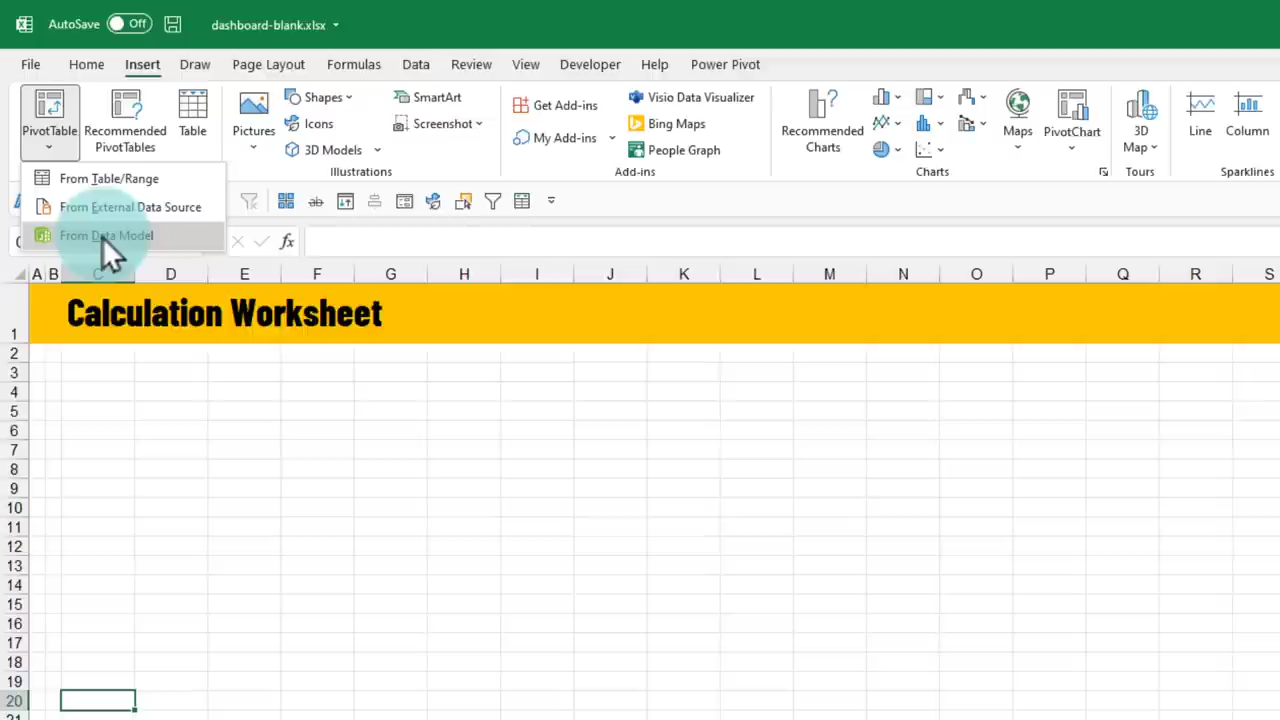 AutoSave Off dashboard-blank.xlsx
File Home Insert Draw Page Layout Formulas Data Review View Developer Help Power Pivot
PivotTable
Recommended
PivotTables
Table
Pictures
Shapes
Icons
3D Models
SmartArt
Screenshot
Illustrations
Get Add-ins
My Add-ins
Visio Data Visualizer
Bing Maps
People Graph
Add-ins
Recommended
Charts
Maps
PivotChart
Charts
3D
Map
Tours
Line
Column
Sparklines
From Table/Range
From External Data Source
From Data Model
fx
A B C D E F G H I J K L M N O P Q R S
Calculation Worksheet
1
2
3
4
5
6
7
8
9
10
11
12
13
14
15
16
17
18
19
20
21